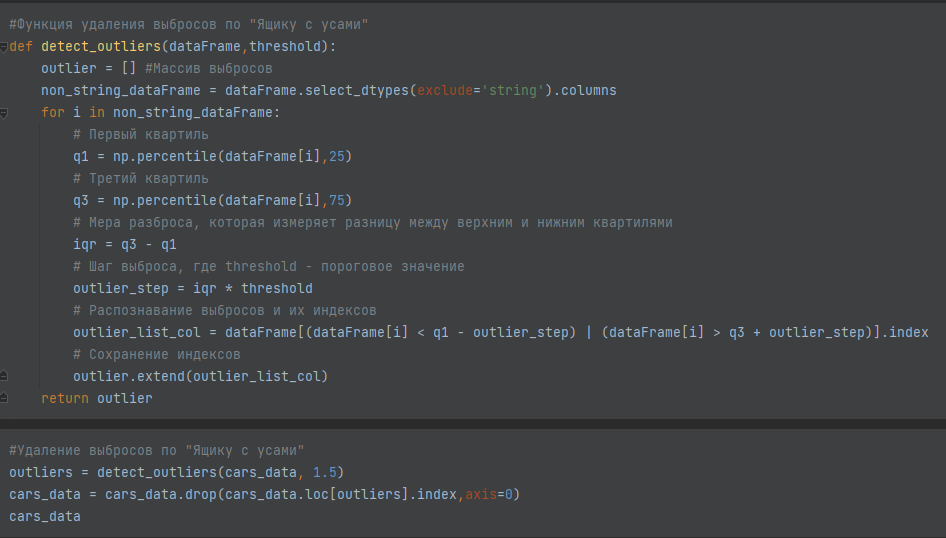 #Функция удаления выбросов по "Ящику с усами"
def detect_outliers(dataFrame,threshold):
    outlier = [] #Массив выбросов
    non_string_dataFrame = dataFrame.select_dtypes(exclude='string').columns
    for i in non_string_dataFrame:
        # Первый квартиль
        q1 = np.percentile(dataFrame[i],25)
        # Третий квартиль
        q3 = np.percentile(dataFrame[i],75)
        # Мера разброса, которая измеряет разницу между верхним и нижним квартилями
        iqr = q3 - q1
        # Шаг выброса, где threshold - пороговое значение
        outlier_step = iqr * threshold
        # Распознавание выбросов и их индексов
        outlier_list_col = dataFrame[(dataFrame[i] < q1 - outlier_step) | (dataFrame[i] > q3 + outlier_step)].index
        # Сохранение индексов
        outlier.extend(outlier_list_col)
    return outlier
#Удаление выбросов по "Ящику с усами"
outliers = detect_outliers(cars_data, 1.5)
cars_data = cars_data.drop(cars_data.loc[outliers].index,axis=0)
cars_data